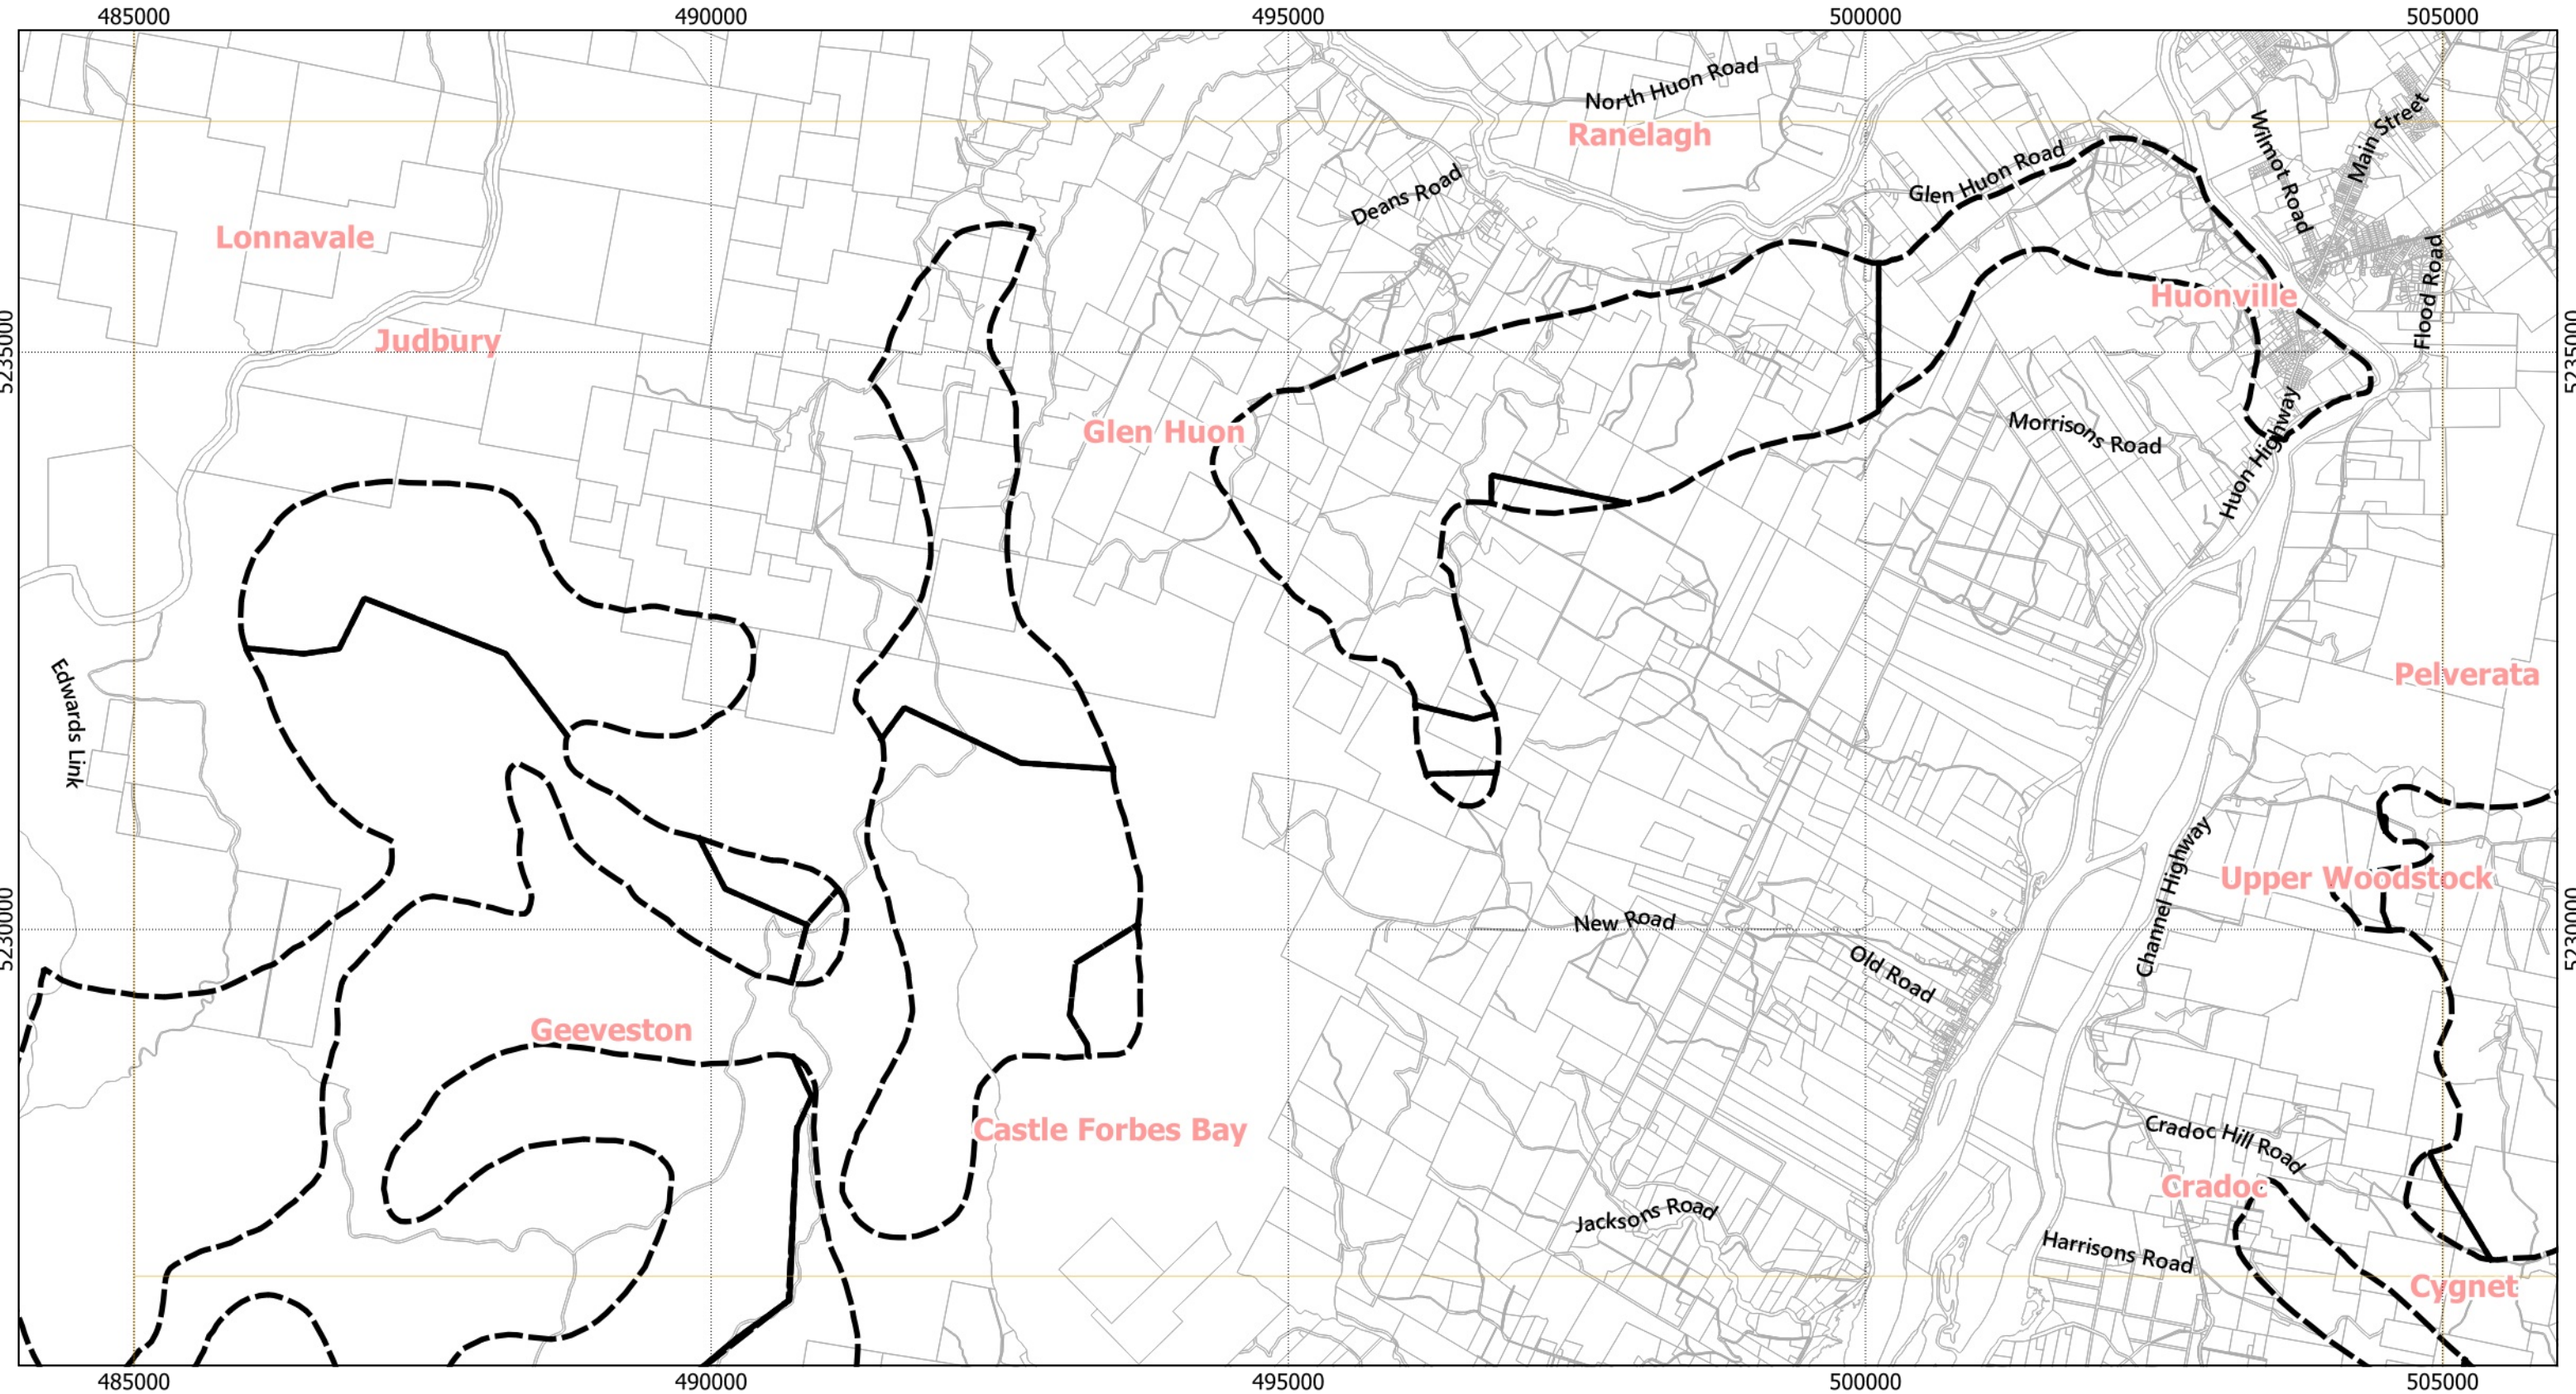 485000
490000
495000
500000
505000
North Huon Road
Ranelagh
Main Street
Wilmot Road
Glen Huon Road
Deans Road
Lonnavale
Flood Road
Huonville
5235000
5235000
Judbury
Glen Huon
Morrisons Road
Huon Highway
Pelverata
Edwards Link
Upper Woodstock
Channel Highway
5230000
5230000
New Road
Old Road
Geeveston
Castle Forbes Bay
Cradoc Hill Road
Cradoc
Jacksons Road
Harrisons Road
Cygnet
485000
490000
495000
500000
505000